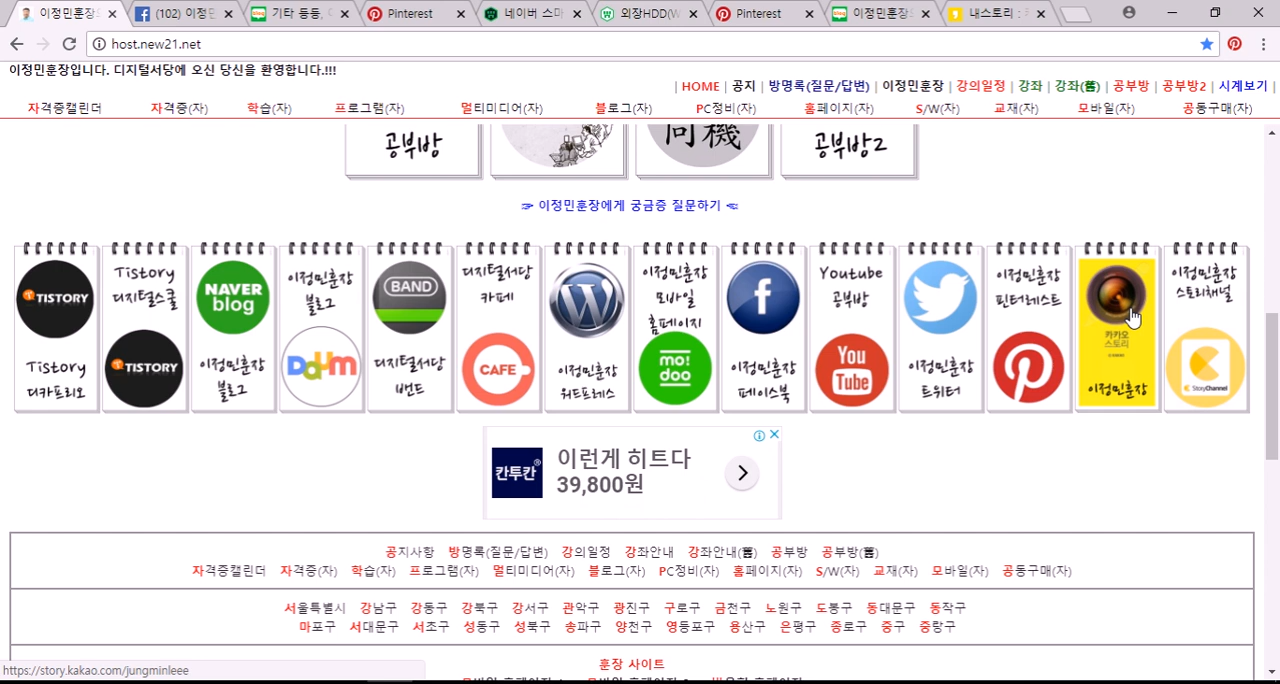 이정민훈장의
(102) 이정민
기타 등등,
Pinterest
네이버 스마
외장HDD(W
Pinterest
이정민훈장의
내스토리 :
host.new21.net
이정민훈장입니다. 디지털서당에 오신 당신을 환영합니다.!!!
| HOME | 공지 | 방명록(질문/답변) | 이정민훈장 | 강의일정 | 강좌 | 강좌(舊) | 공부방 | 공부방2 | 시계보기 |
자격증캘린더 자격증(자) 학습(자) 프로그램(자) 멀티미디어(자) 블로그(자) PC정비(자) 홈페이지(자) S/W(자) 교재(자) 모바일(자) 공동구매(자)
공부방
同機
공부방2
☞ 이정민훈장에게 궁금증 질문하기 ☜
TISTORY
Tistory
디카프리오
Tistory
디지털스쿨
TISTORY
NAVER
blog
이정민훈장
블로그
이정민훈장
블로그
Daum
BAND
디지털서당
밴드
디지털서당
카페
CAFE
W
이정민훈장
워드프레스
이정민훈장
모바일
홈페이지
mo!
doo
f
이정민훈장
페이스북
Youtube
공부방
You
Tube
이정민훈장
트위터
이정민훈장
핀터레스트
카카오
스토리
이정민훈장
이정민훈장
스토리채널
StoryChannel
칸투칸®
이런게 히트다
39,800원
공지사항 방명록(질문/답변) 강의일정 강좌안내 강좌안내(舊) 공부방 공부방(舊)
자격증캘린더 자격증(자) 학습(자) 프로그램(자) 멀티미디어(자) 블로그(자) PC정비(자) 홈페이지(자) S/W(자) 교재(자) 모바일(자) 공동구매(자)
서울특별시 강남구 강동구 강북구 강서구 관악구 광진구 구로구 금천구 노원구 도봉구 동대문구 동작구
마포구 서대문구 서초구 성동구 성북구 송파구 양천구 영등포구 용산구 은평구 종로구 중구 중랑구
훈장 사이트
https://story.kakao.com/jungminleee